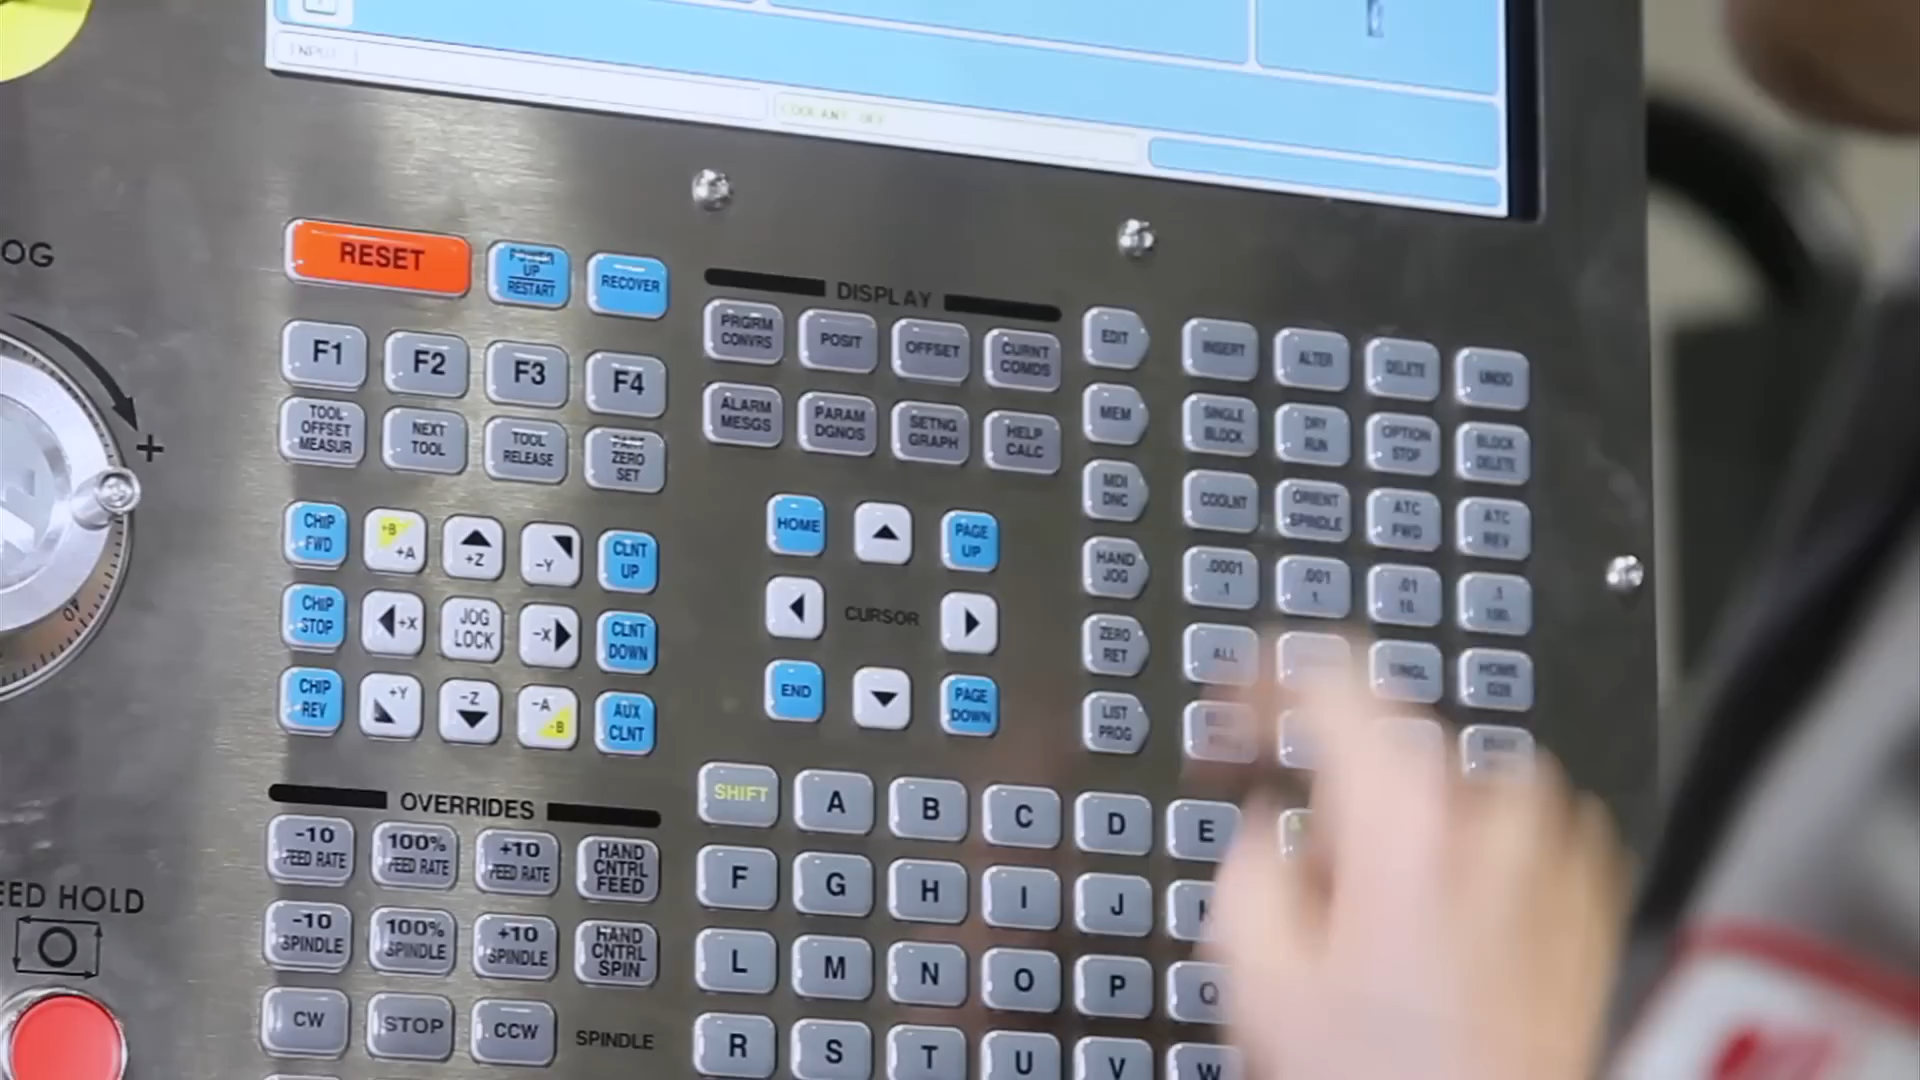 INPUT
COOLANT OFF
OG
RESET
POWER
UP
RESTART
RECOVER
F1
F2
F3
F4
TOOL
OFFSET
MEASUR
NEXT
TOOL
TOOL
RELEASE
PART
ZERO
SET
+
40
CHIP
FWD
+B
+A
+Z
-Y
CLNT
UP
CHIP
STOP
+X
JOG
LOCK
-X
CLNT
DOWN
CHIP
REV
+Y
-Z
-A
-B
AUX
CLNT
DISPLAY
PRGRM
CONVRS
POSIT
OFFSET
CURNT
COMDS
ALARM
MESGS
PARAM
DGNOS
SETNG
GRAPH
HELP
CALC
HOME
PAGE
UP
CURSOR
END
PAGE
DOWN
EDIT
INSERT
ALTER
DELETE
UNDO
MEM
SINGLE
BLOCK
DRY
RUN
OPTION
STOP
BLOCK
DELETE
MDI
DNC
COOLNT
ORIENT
SPINDLE
ATC
FWD
ATC
REV
HAND
JOG
.0001
.1
.001
1.
.01
10.
.1
100.
ZERO
RET
ALL
SINGL
HOME
G28
LIST
PROG
OVERRIDES
-10
FEED RATE
100%
FEED RATE
+10
FEED RATE
HAND
CNTRL
FEED
-10
SPINDLE
100%
SPINDLE
+10
SPINDLE
HAND
CNTRL
SPIN
CW
STOP
CCW
SPINDLE
EED HOLD
SHIFT
A
B
C
D
E
F
G
H
I
J
K
L
M
N
O
P
Q
R
S
T
U
V
W